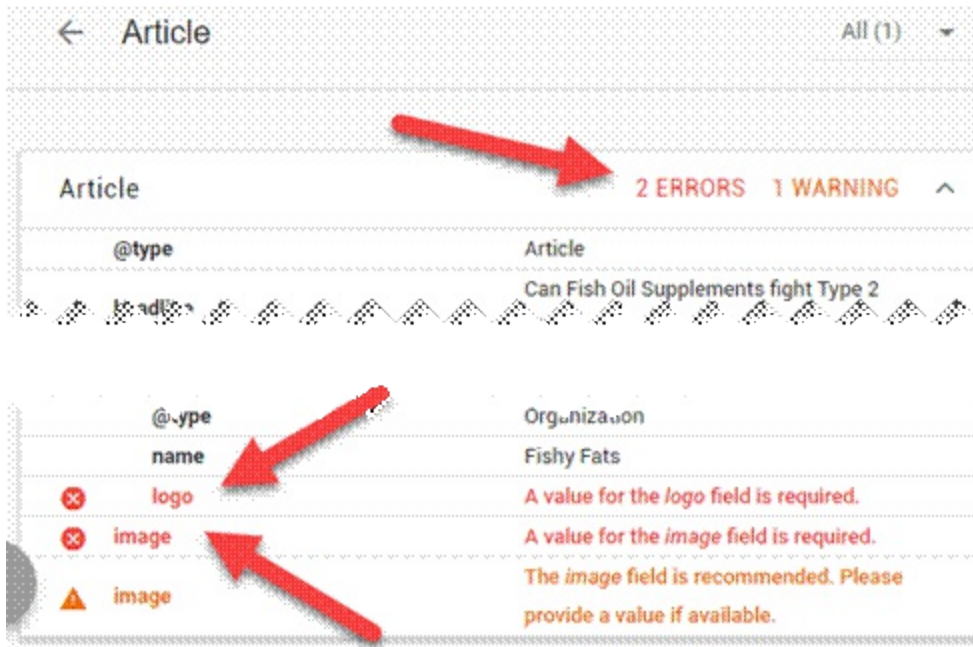 Article
All (1)
Article
2 ERRORS 1 WARNING
@type
Article
Can Fish Oil Supplements fight Type 2
Organization
name
Fishy Fats
logo
A value for the logo field is required.
image
A value for the image field is required.
image
The image field is recommended. Please
provide a value if available.